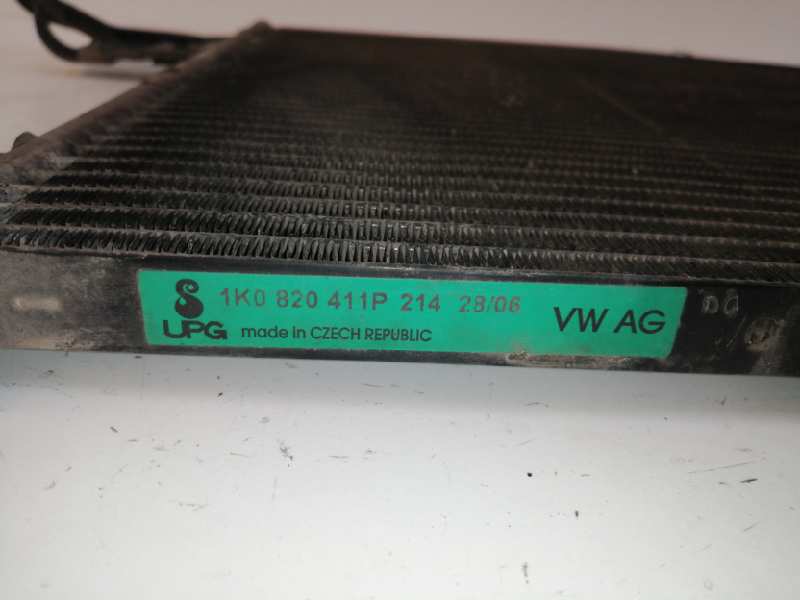 1K0 820 411P 214 28/06 VW AG
UPG made in CZECH REPUBLIC